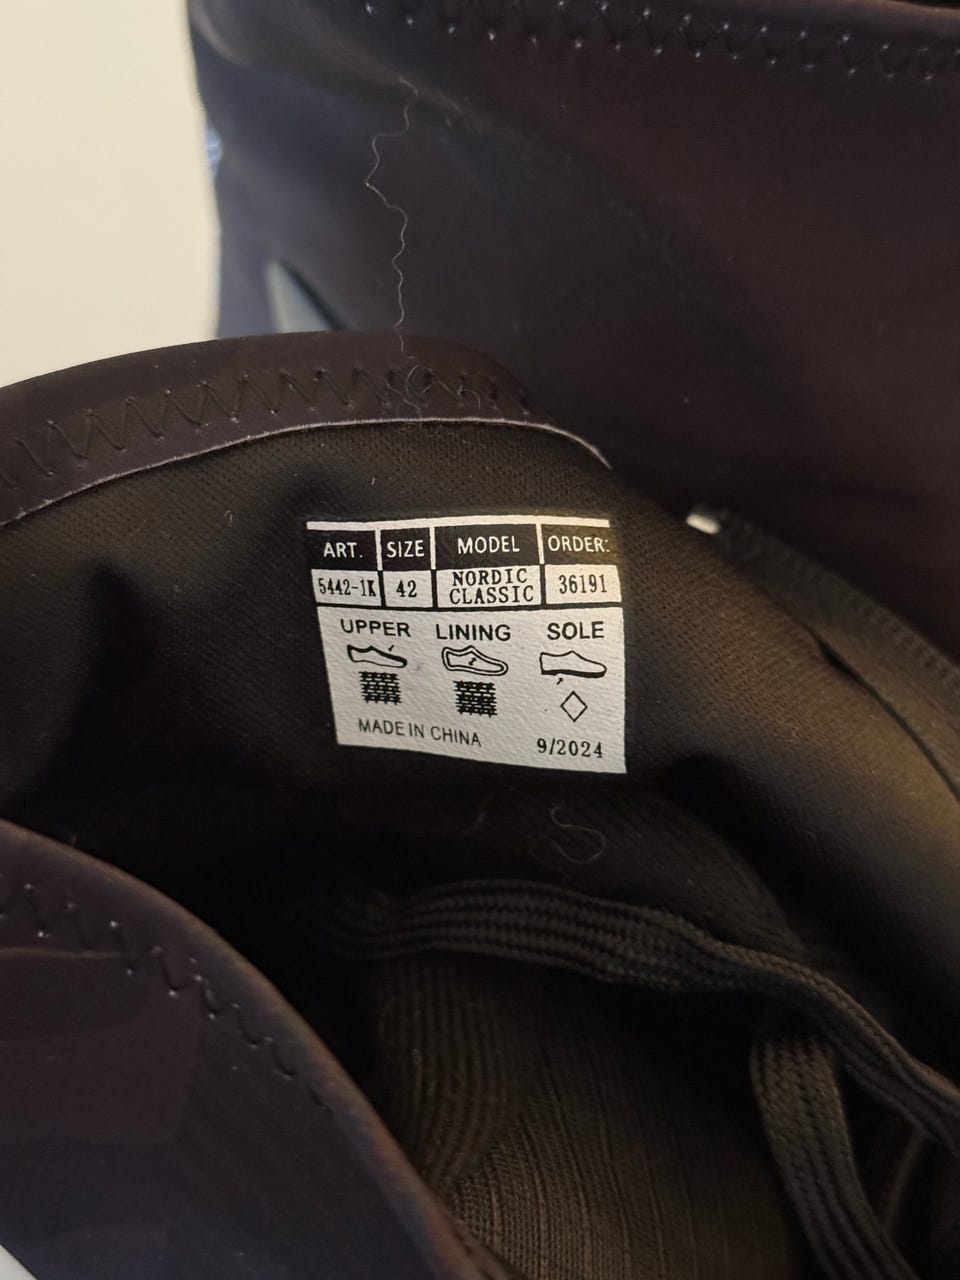 ART. SIZE MODEL ORDER:
5442-1K 42 NORDIC CLASSIC 36191
UPPER LINING SOLE
MADE IN CHINA 9/2024